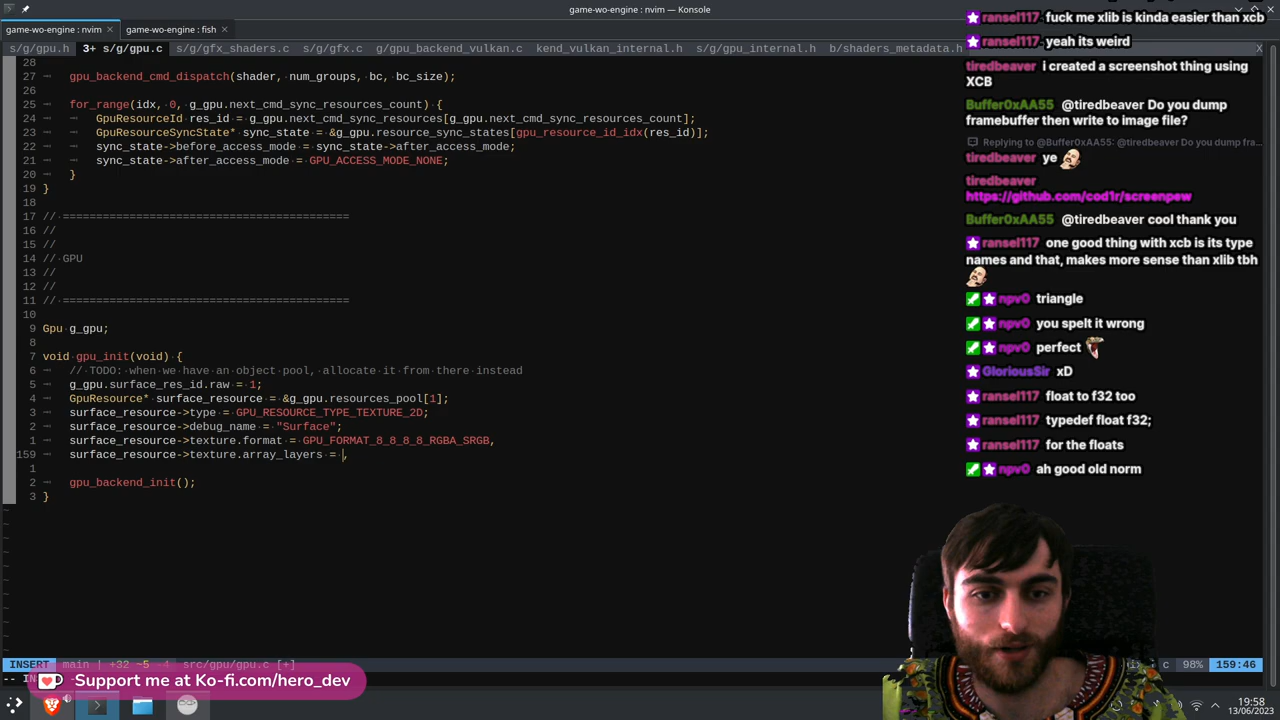 game-wo-engine : nvim — Konsole
game-wo-engine : nvim
game-wo-engine : fish
s/g/gpu.h 3+ s/g/gpu.c s/g/gfx_shaders s/g/gfx.c g/gpu_backend_vulkan.c kend_vulkan_internal.h s/g/gpu_internal.h b/shaders_metadata.h X
28
27 gpu_backend_cmd_dispatch(shader, num_groups, bc, bc_size);
26
25 for_range(idx, 0, g_gpu.next_cmd_sync_resources_count) {
24 GpuResourceId res_id = g_gpu.next_cmd_sync_resources[g_gpu.next_cmd_sync_resources_count];
23 GpuResourceSyncState* sync_state = &g_gpu.resource_sync_states[gpu_resource_id_idx(res_id)];
22 sync_state->before_access_mode = sync_state->after_access_mode;
21 sync_state->after_access_mode = GPU_ACCESS_MODE_NONE;
20 }
19 }
18
17 // ===========================================
16 //
15 //
14 // GPU
13 //
12 //
11 // ===========================================
10
9 Gpu g_gpu;
8
7 void gpu_init(void) {
6 // TODO: when we have an object pool, allocate it from there instead
5 g_gpu.surface_res_id.raw = 1;
4 GpuResource* surface_resource = &g_gpu.resources_pool[1];
3 surface_resource->type = GPU_RESOURCE_TYPE_TEXTURE_2D;
2 surface_resource->debug_name = "Surface";
1 surface_resource->texture.format = GPU_FORMAT_8_8_8_8_RGBA_SRGB,
159 surface_resource->texture.array_layers = ,
1
2 gpu_backend_init();
3 }
INSERT main | +32 ~5 -4 src/gpu/gpu.c [+] c 98% 159:46
-- IN
Support me at Ko-fi.com/hero_dev
19:58
13/06/2023
ransel117 fuck me xlib is kinda easier than xcb
ransel117 yeah its weird
tiredbeaver i created a screenshot thing using
XCB
Buffer0xAA55 @tiredbeaver Do you dump
framebuffer then write to image file?
Replying to @Buffer0xAA55: @tiredbeaver Do you dump fra...
tiredbeaver ye
tiredbeaver
https://github.com/cod1r/screenpew
Buffer0xAA55 @tiredbeaver cool thank you
ransel117 one good thing with xcb is its type
names and that, makes more sense than xlib tbh
npv0 triangle
npv0 you spelt it wrong
npv0 perfect
GloriousSir xD
ransel117 float to f32 too
ransel117 typedef float f32;
ransel117 for the floats
npv0 ah good old norm